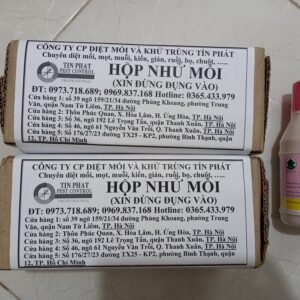 CÔNG TY CP DIỆT MỐI VÀ KHỬ TRÙNG TÍN PHÁT
Chuyên diệt mối, mọt, muỗi, kiến, gián, ruồi, bọ, chuột, .....
TIN PHAT
PEST CONTROL
HỘP NHỬ MỐI
(XIN ĐỪNG ĐỤNG VÀO)
ĐT: 0973.718.689; 0969.837.168 Hotline: 0365.433.979
Cửa hàng 1: số 39 ngõ 159/21/34 đường Phùng Khoang, phường Trung
Văn, quận Nam Từ Liêm, TP. Hà Nội
Cửa hàng 2: Thôn Phúc Quan, X. Hòa Lâm, H. Ứng Hòa, TP. Hà Nội
Cửa hàng 3: Số 36, ngõ 192 Lê Trọng Tấn, quận Thanh Xuân, TP. Hà Nội
Cửa hàng 4: Số 46, ngõ 61 Nguyễn Văn Trỗi, Q. Thanh Xuân, TP. Hà Nội
Cửa hàng 5: Số 176/27/23 đường TX25 - KP2, phường Bình Thạnh, quận
12, TP. Hồ Chí Minh
CÔNG TY CP DIỆT MỐI VÀ KHỬ TRÙNG TÍN PHÁT
Chuyên diệt mối, mọt, muỗi, kiến, gián, ruồi, bọ, chuột, .....
TIN PHAT
PEST CONTROL
HỘP NHỬ MỐI
(XIN ĐỪNG ĐỤNG VÀO)
ĐT: 0973.718.689; 0969.837.168 Hotline: 0365.433.979
Cửa hàng 1: số 39 ngõ 159/21/34 đường Phùng Khoang, phường Trung
Văn, quận Nam Từ Liêm, TP. Hà Nội
Cửa hàng 2: Thôn Phúc Quan, X. Hòa Lâm, H. Ứng Hòa, TP. Hà Nội
Cửa hàng 3: Số 36, ngõ 192 Lê Trọng Tấn, quận Thanh Xuân, TP. Hà Nội
Cửa hàng 4: Số 46, ngõ 61 Nguyễn Văn Trỗi, Q. Thanh Xuân, TP. Hà Nội
Cửa hàng 5: Số 176/27/23 đường TX25 - KP2, phường Bình Thạnh, quận
12, TP. Hồ Chí Minh